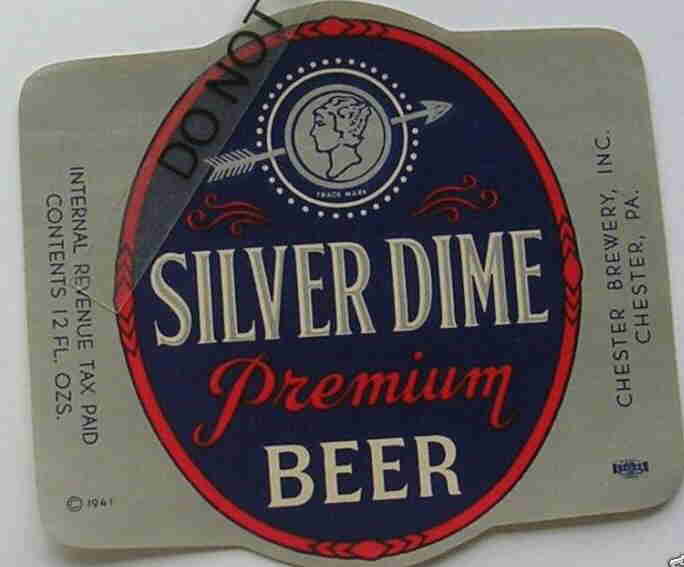 DO NOT
TRADE MARK
SILVER DIME
Premium
BEER
INTERNAL REVENUE TAX PAID
CONTENTS 12 FL. OZS.
© 1941
CHESTER BREWERY, INC.
CHESTER, PA.